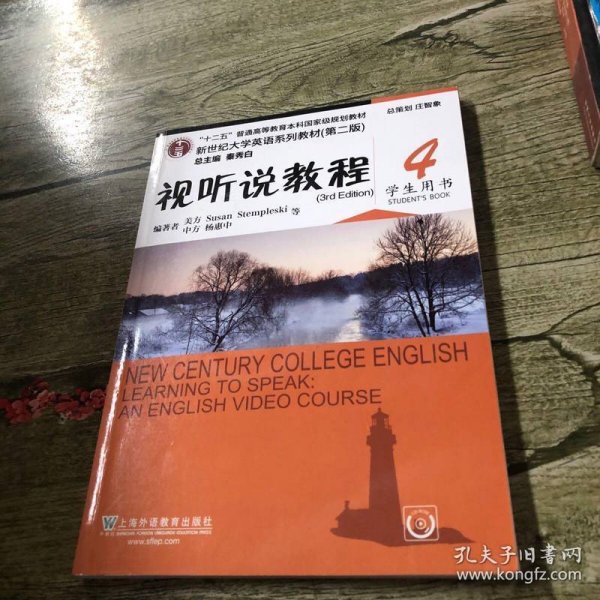 "十二五"普通高等教育本科国家级规划教材
总策划 庄智象
新世纪大学英语系列教材(第二版)
总主编 秦秀白
视听说教程
(3rd Edition)
4
学生用书
STUDENT'S BOOK
编著者 美方 Susan Stempleski 等
中方 杨惠中
NEW CENTURY COLLEGE ENGLISH
LEARNING TO SPEAK:
AN ENGLISH VIDEO COURSE
上海外语教育出版社
www.sflep.com
孔夫子旧书网
www.kongfz.com